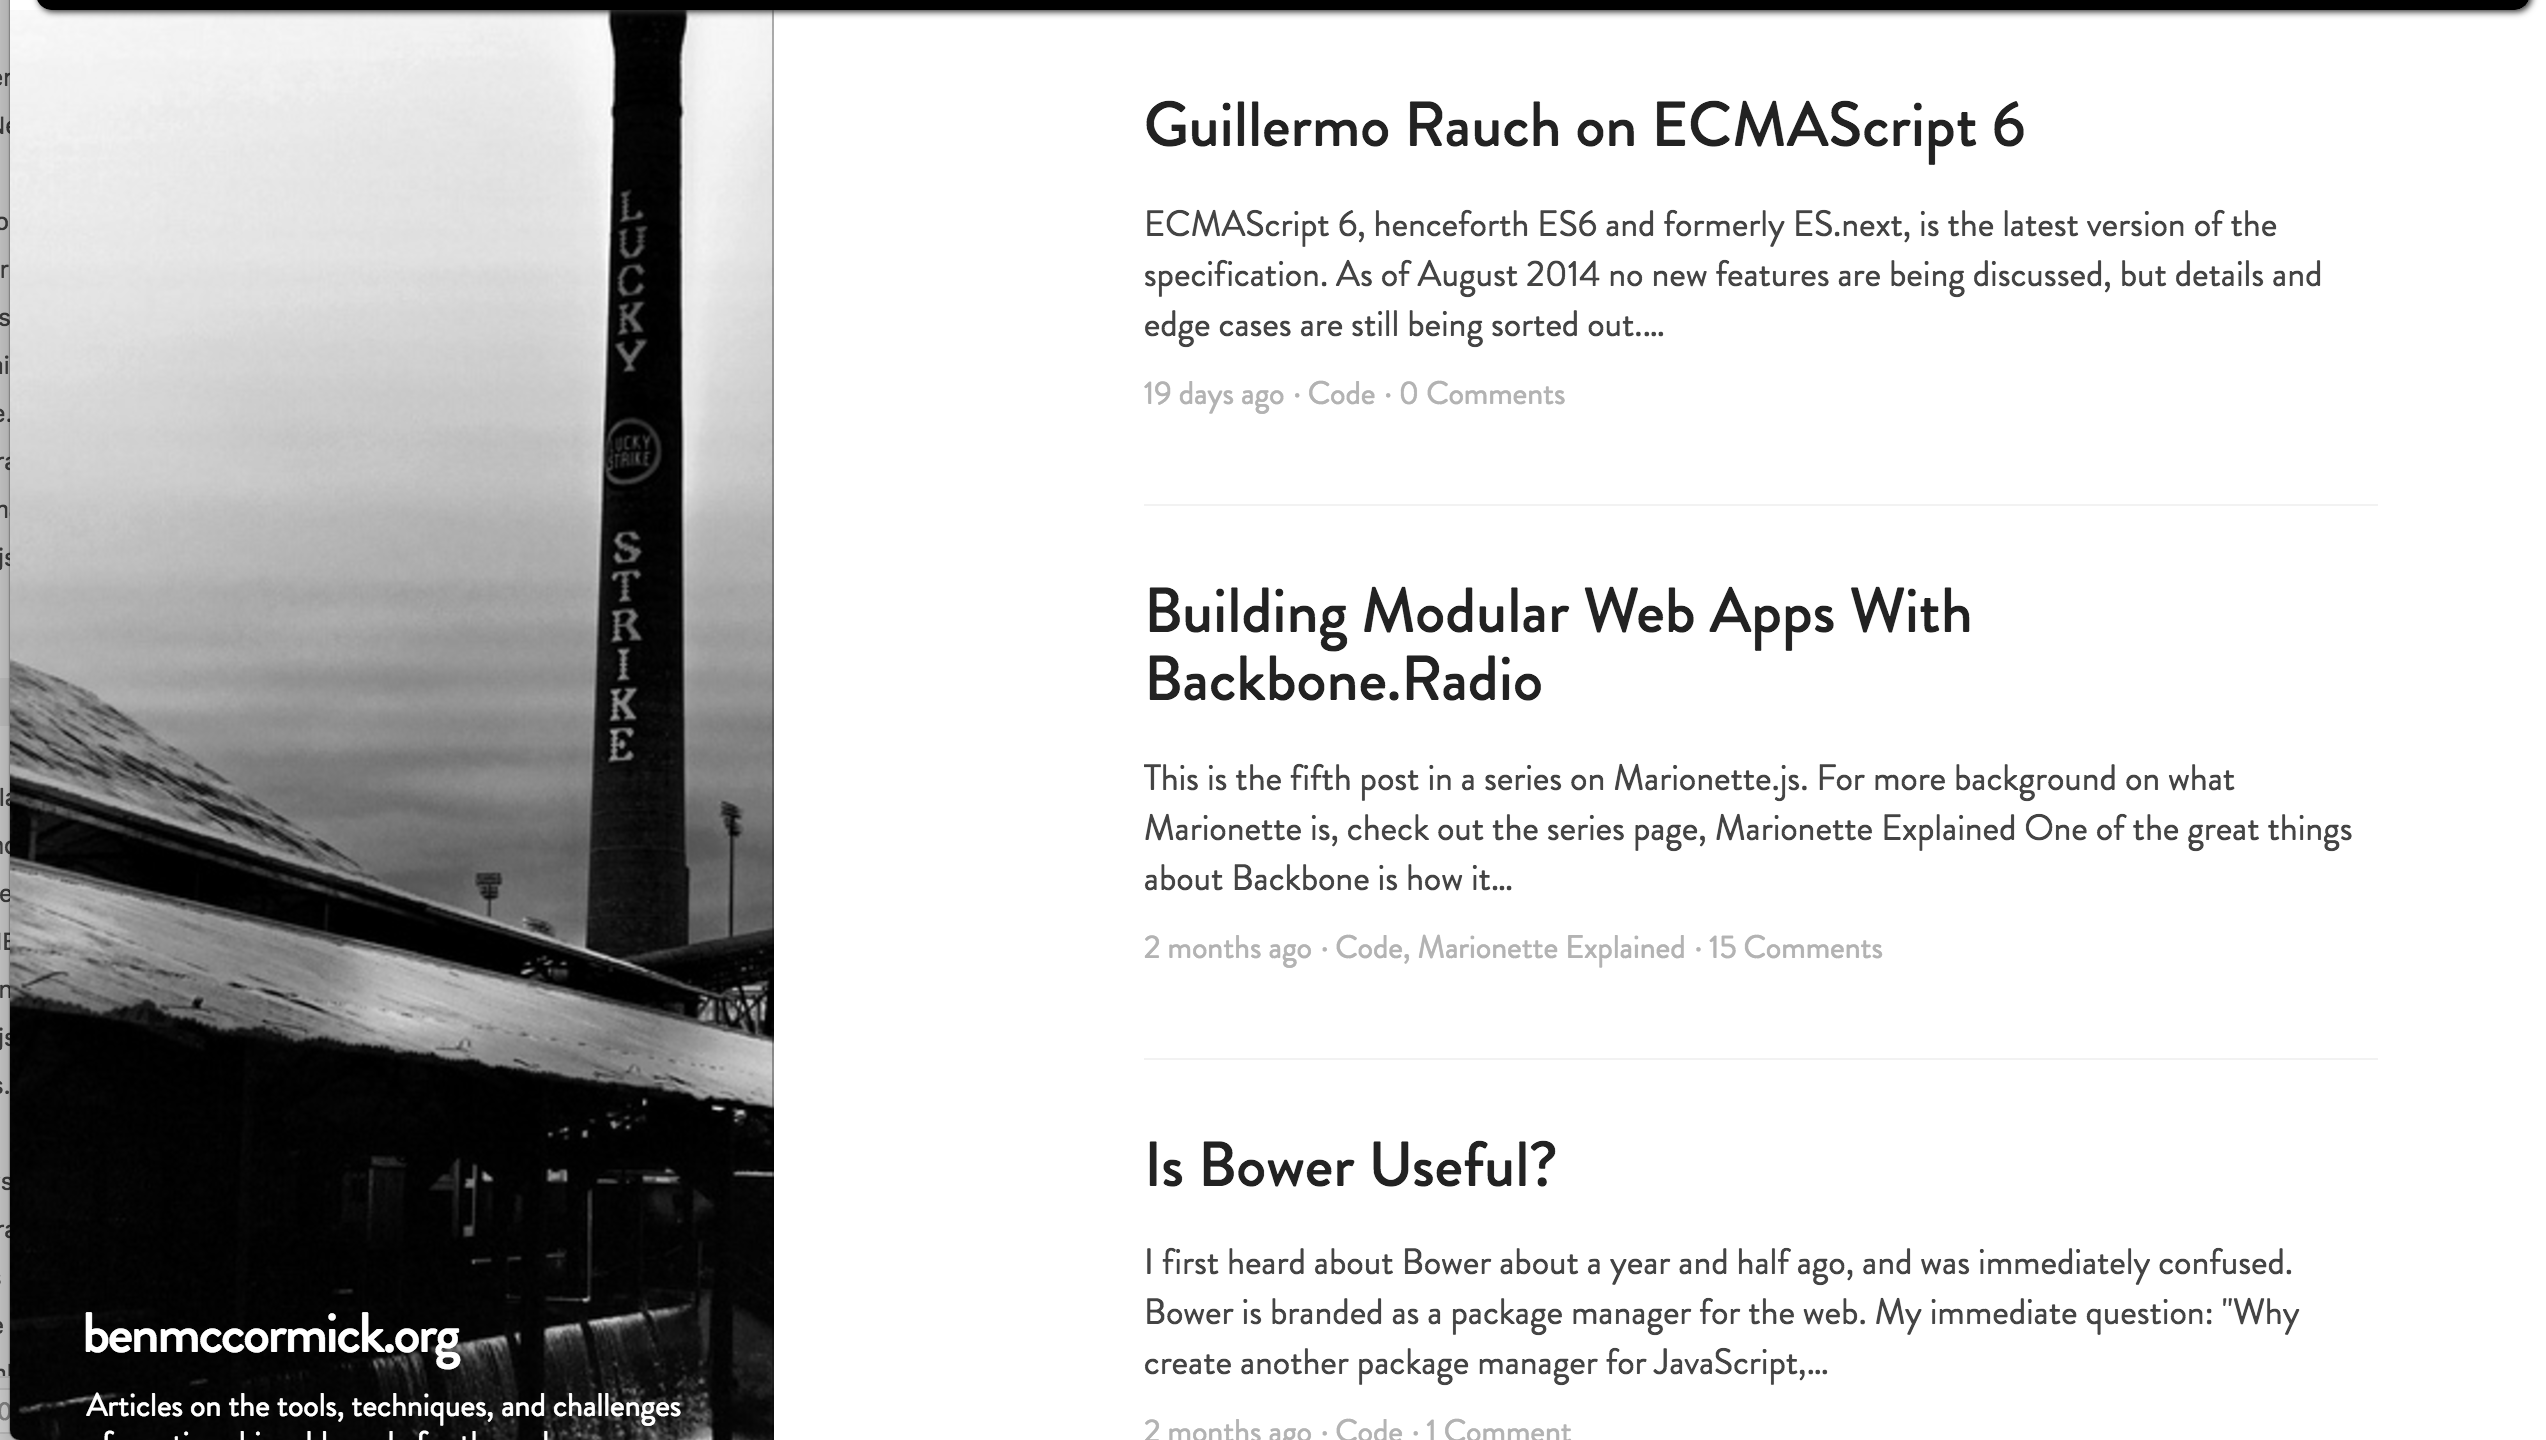 LUCKY
LUCKY
STRIKE
STRIKE
benmccormick.org
Articles on the tools, techniques, and challenges
Guillermo Rauch on ECMAScript 6
ECMAScript 6, henceforth ES6 and formerly ES.next, is the latest version of the
specification. As of August 2014 no new features are being discussed, but details and
edge cases are still being sorted out....
19 days ago · Code · 0 Comments
Building Modular Web Apps With
Backbone.Radio
This is the fifth post in a series on Marionette.js. For more background on what
Marionette is, check out the series page, Marionette Explained One of the great things
about Backbone is how it...
2 months ago · Code, Marionette Explained · 15 Comments
Is Bower Useful?
I first heard about Bower about a year and half ago, and was immediately confused.
Bower is branded as a package manager for the web. My immediate question: "Why
create another package manager for JavaScript,...
2 months ago · Code · 1 Comment